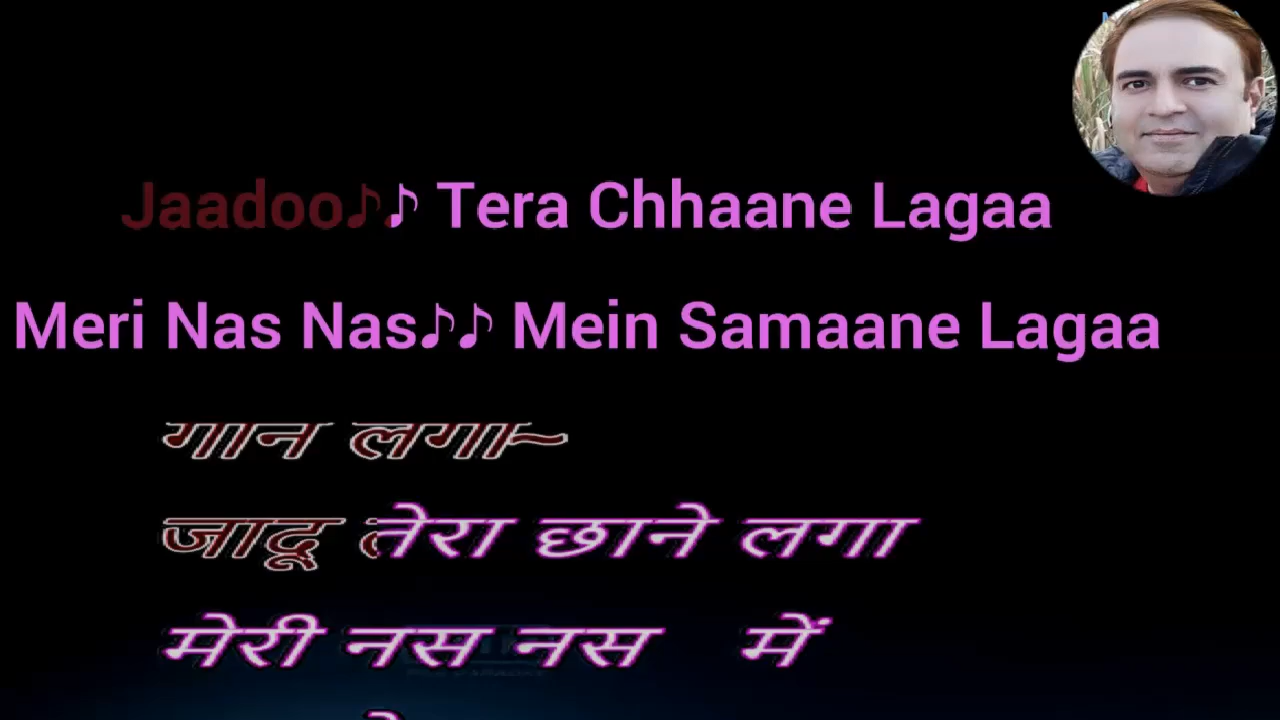 Jaadoo♪♪ Tera Chhaane Lagaa
Meri Nas Nas♪♪ Mein Samaane Lagaa
गान लगा~
जादू तेरा छाने लगा
मेरी नस नस में